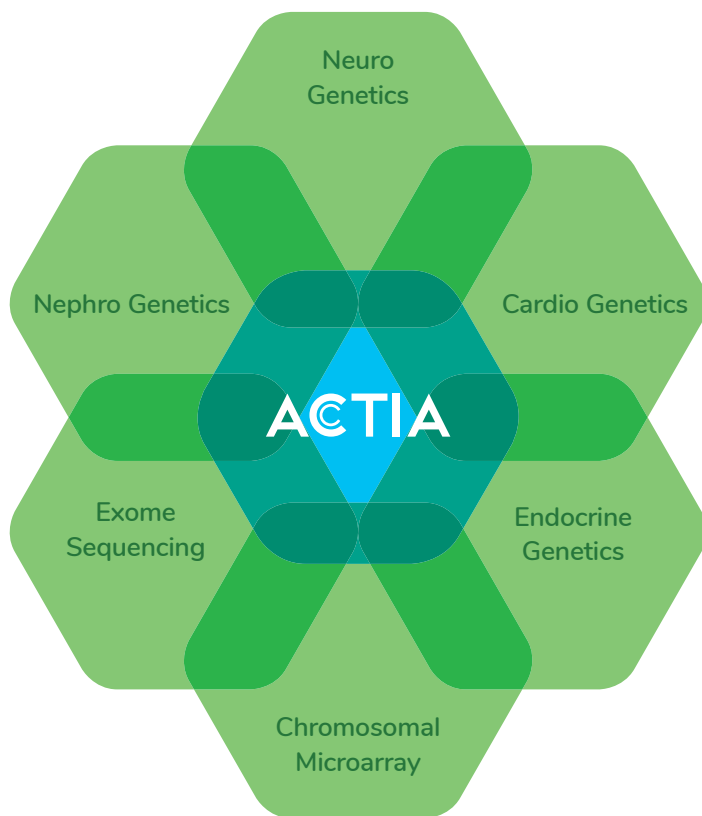 Neuro
Genetics
Nephro Genetics
Cardio Genetics
ACTIA
Exome
Sequencing
Endocrine
Genetics
Chromosomal
Microarray